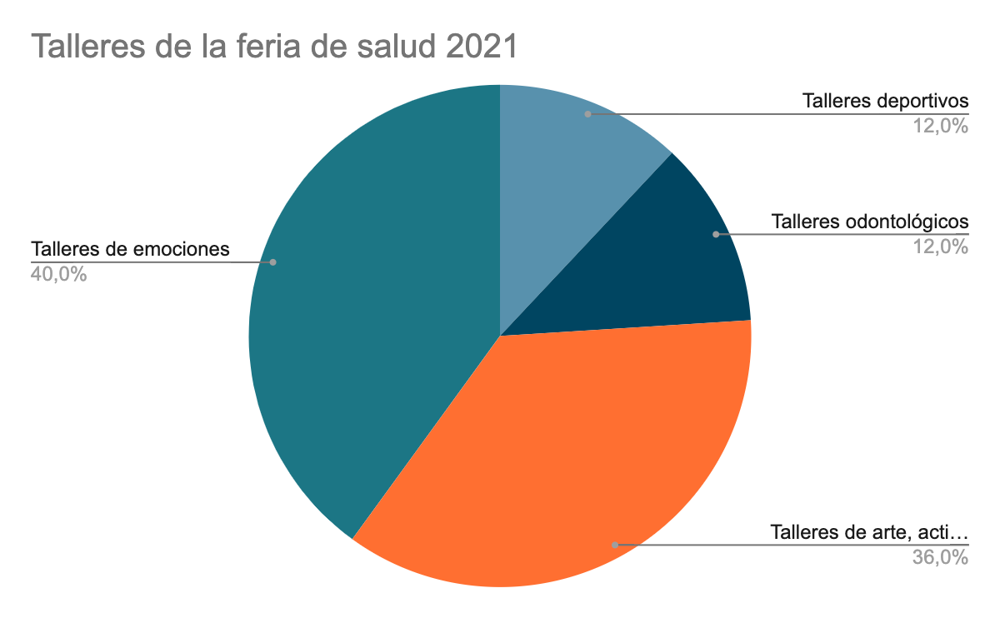 Talleres de la feria de salud 2021
Talleres deportivos
12,0%
Talleres odontológicos
12,0%
Talleres de emociones
40,0%
Talleres de arte, acti…
36,0%